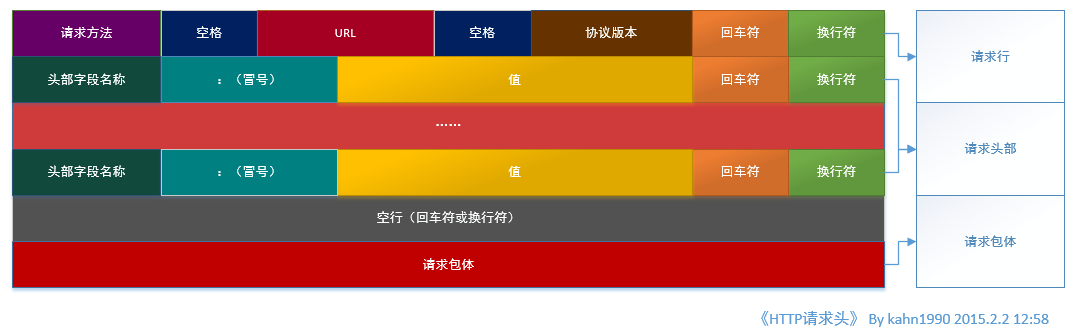 请求方法 空格 URL 空格 协议版本 回车符 换行符 请求行
头部字段名称 ：（冒号） 值 回车符 换行符
…… 请求头部
头部字段名称 ：（冒号） 值 回车符 换行符
空行（回车符或换行符）
请求包体 请求包体
《HTTP请求头》 By kahn1990 2015.2.2 12:58